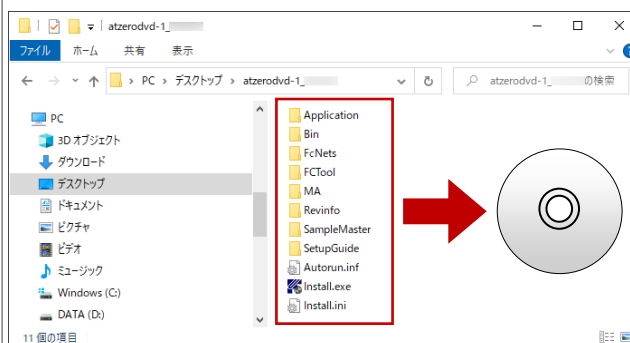 atzerodvd-1_
ファイル ホーム 共有 表示
PC › デスクトップ › atzerodvd-1_
atzerodvd-1_ の検索
PC
3D オブジェクト
ダウンロード
デスクトップ
ドキュメント
ピクチャ
ビデオ
ミュージック
Windows (C:)
DATA (D:)
Application
Bin
FcNets
FCTool
MA
Revinfo
SampleMaster
SetupGuide
Autorun.inf
Install.exe
Install.ini
11 個の項目